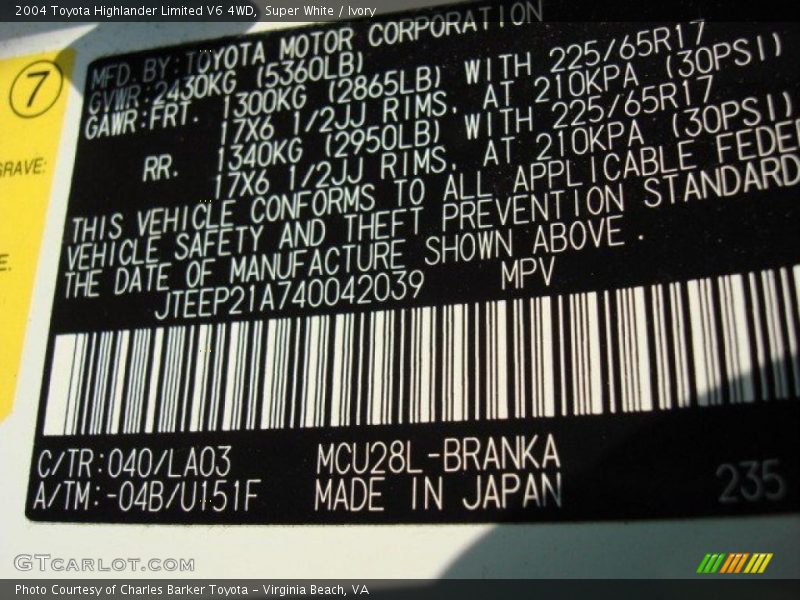 2004 Toyota Highlander Limited V6 4WD, Super White / Ivory
7
GRAVE:
MFD. BY: TOYOTA MOTOR CORPORATION
GVWR: 2430KG (5360LB)
GAWR: FRT. 1300KG (2865LB) WITH 225/65R17
17X6 1/2JJ RIMS, AT 210KPA (30PSI)
RR. 1340KG (2950LB) WITH 225/65R17
17X6 1/2JJ RIMS, AT 210KPA (30PSI)
THIS VEHICLE CONFORMS TO ALL APPLICABLE FEDER
VEHICLE SAFETY AND THEFT PREVENTION STANDARD
THE DATE OF MANUFACTURE SHOWN ABOVE.
JTEEP21A740042039 MPV
C/TR:040/LA03 MCU28L-BRANKA
A/TM:-04B/U151F MADE IN JAPAN
235
GTCARLOT.COM
Photo Courtesy of Charles Barker Toyota - Virginia Beach, VA